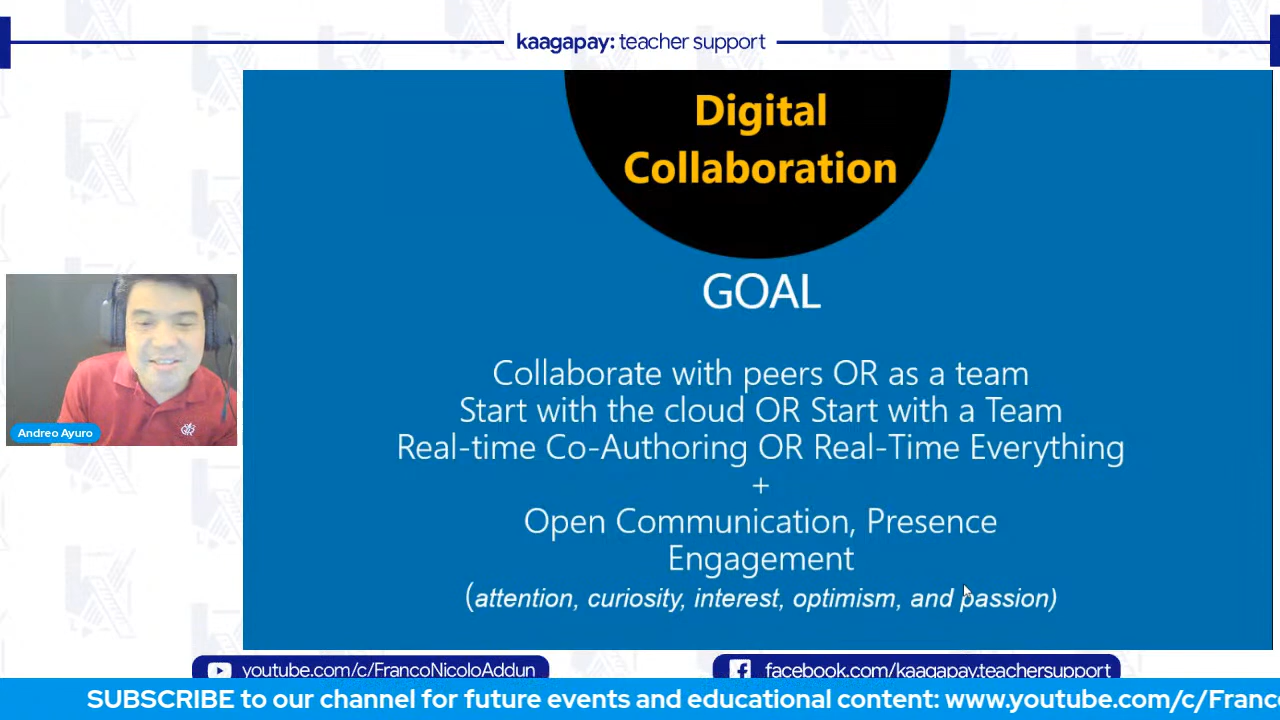 kaagapay: teacher support
Digital
Collaboration
GOAL
Collaborate with peers OR as a team
Start with the cloud OR Start with a Team
Real-time Co-Authoring OR Real-Time Everything
+
Open Communication, Presence
Engagement
(attention, curiosity, interest, optimism, and passion)
Andreo Ayuro
youtube.com/c/FrancoNicoloAddun
facebook.com/kaagapay.teachersupport
SUBSCRIBE to our channel for future events and educational content: www.youtube.com/c/Franc